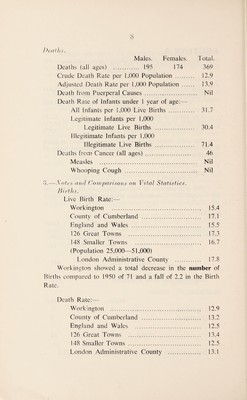 8
Deaths.
Males. Females. Total.
Deaths (all ages) ........................ 195 174 369
Crude Death Rate per 1,000 Population ............ 12.9
Adjusted Death Rate per 1,000 Population ...... 13.9
Death from Puerperal Causes ........................ Nil
Death Rate of Infants under 1 year of age:—
All Infants per 1,000 Live Births ............... 31.7
Legitimate Infants per 1,000
Legitimate Live Births .................. 30.4
Illegitimate Infants per 1,000
Illegitimate Live Births .................. 71.4
Deaths from Cancer (all ages) ........................ 46
Measles ................................. Nil
Whooping Cough ........................ Nil
3.—Notes and Comparisons on Vital Statistics.
Births.
Live Birth Rate:—
Workington .................................... 15.4
County of Cumberland ........................ 17.1
England and Wales ........................... 15.5
126 Great Towns .............................. 17.3
148 Smaller Towns ........................... 16.7
(Population 25,000—51,000)
London Administrative County ......... 17.8
Workington showed a total decrease in the number of
Births compared to 1950 of 71 and a fall of 2.2 in the Birth
Rate.
Death Rate:—
Workington .................................... 12.9
County of Cumberland ........................ 13.2
England and Wales ........................... 12.5
126 Great Towns .............................. 13.4
148 Smaller Towns ........................... 12.5
London Administrative County ............ 13.1